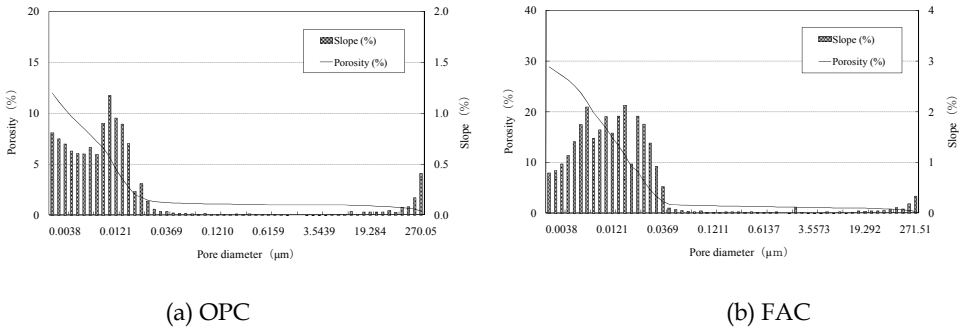 20
2.0
Slope (%)
Porosity (%)
15
1.5
10
1.0
5
0.5
0
0.0
Porosity (%)
Slope (%)
0.0038 0.0121 0.0369 0.1210 0.6159 3.5439 19.284 270.05
Pore diameter (μm)
(a) OPC
40
4
Slope (%)
Porosity (%)
30
3
20
2
10
1
0
0
Porosity (%)
Slope (%)
0.0038 0.0121 0.0369 0.1211 0.6137 3.5573 19.292 271.51
Pore diameter (μm)
(b) FAC